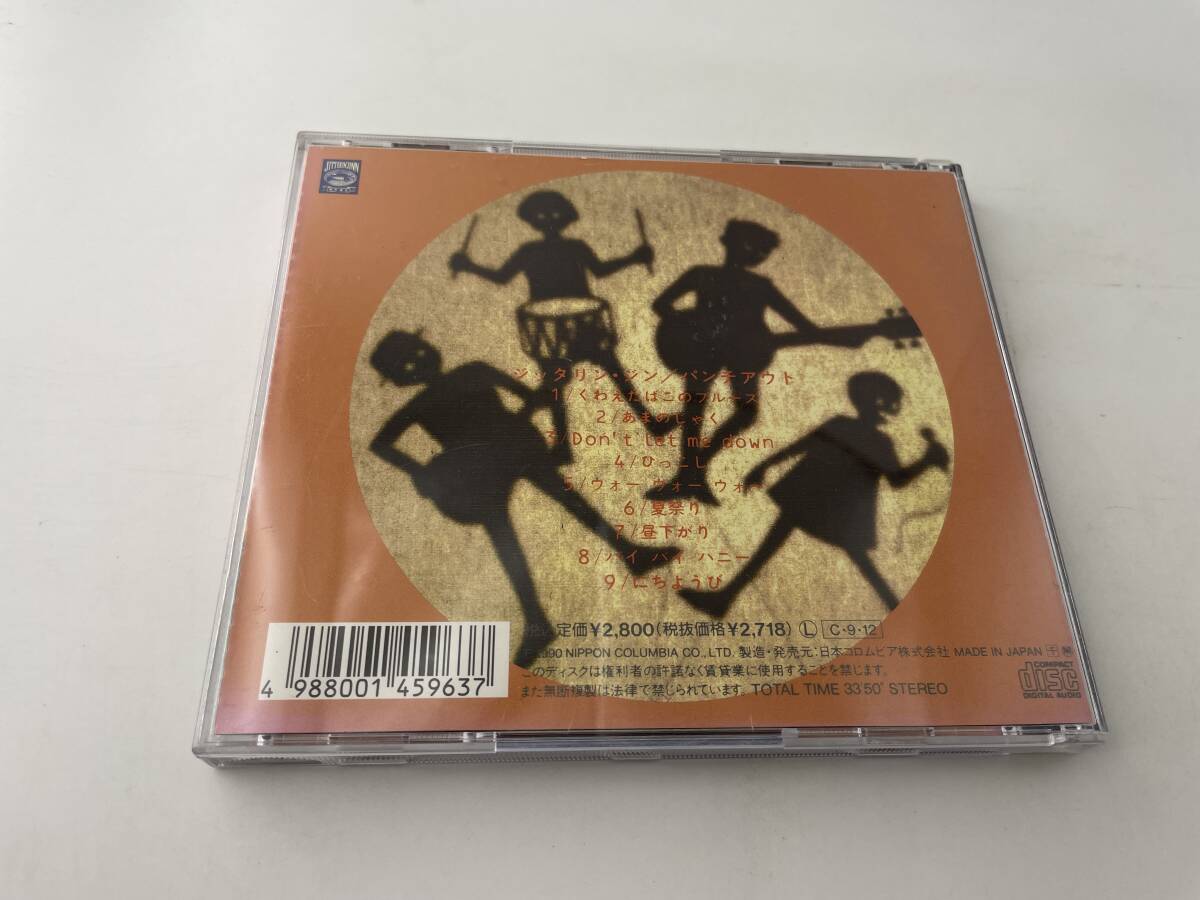 JITTERIN'JINN
ジッタリン・ジン/パンチアウト
1/くわえたばこのブルース
2/あまのじゃく
3/Don't let me down
4/ひっこし
5/ウォー ウォー ウォー
6/夏祭り
7/昼下がり
8/バイ バイ ハニー
9/にちようび
定価¥2,800(税抜価格¥2,718) Ⓛ C・9・12
1990 NIPPON COLUMBIA CO., LTD. 製造・発売元:日本コロムビア株式会社 MADE IN JAPAN
このディスクは権利者の許諾なく賃貸業に使用することを禁じます。
また無断複製は法律で禁じられています。 TOTAL TIME 33'50" STEREO
4 988001 459637
COMPACT
disc
DIGITAL AUDIO